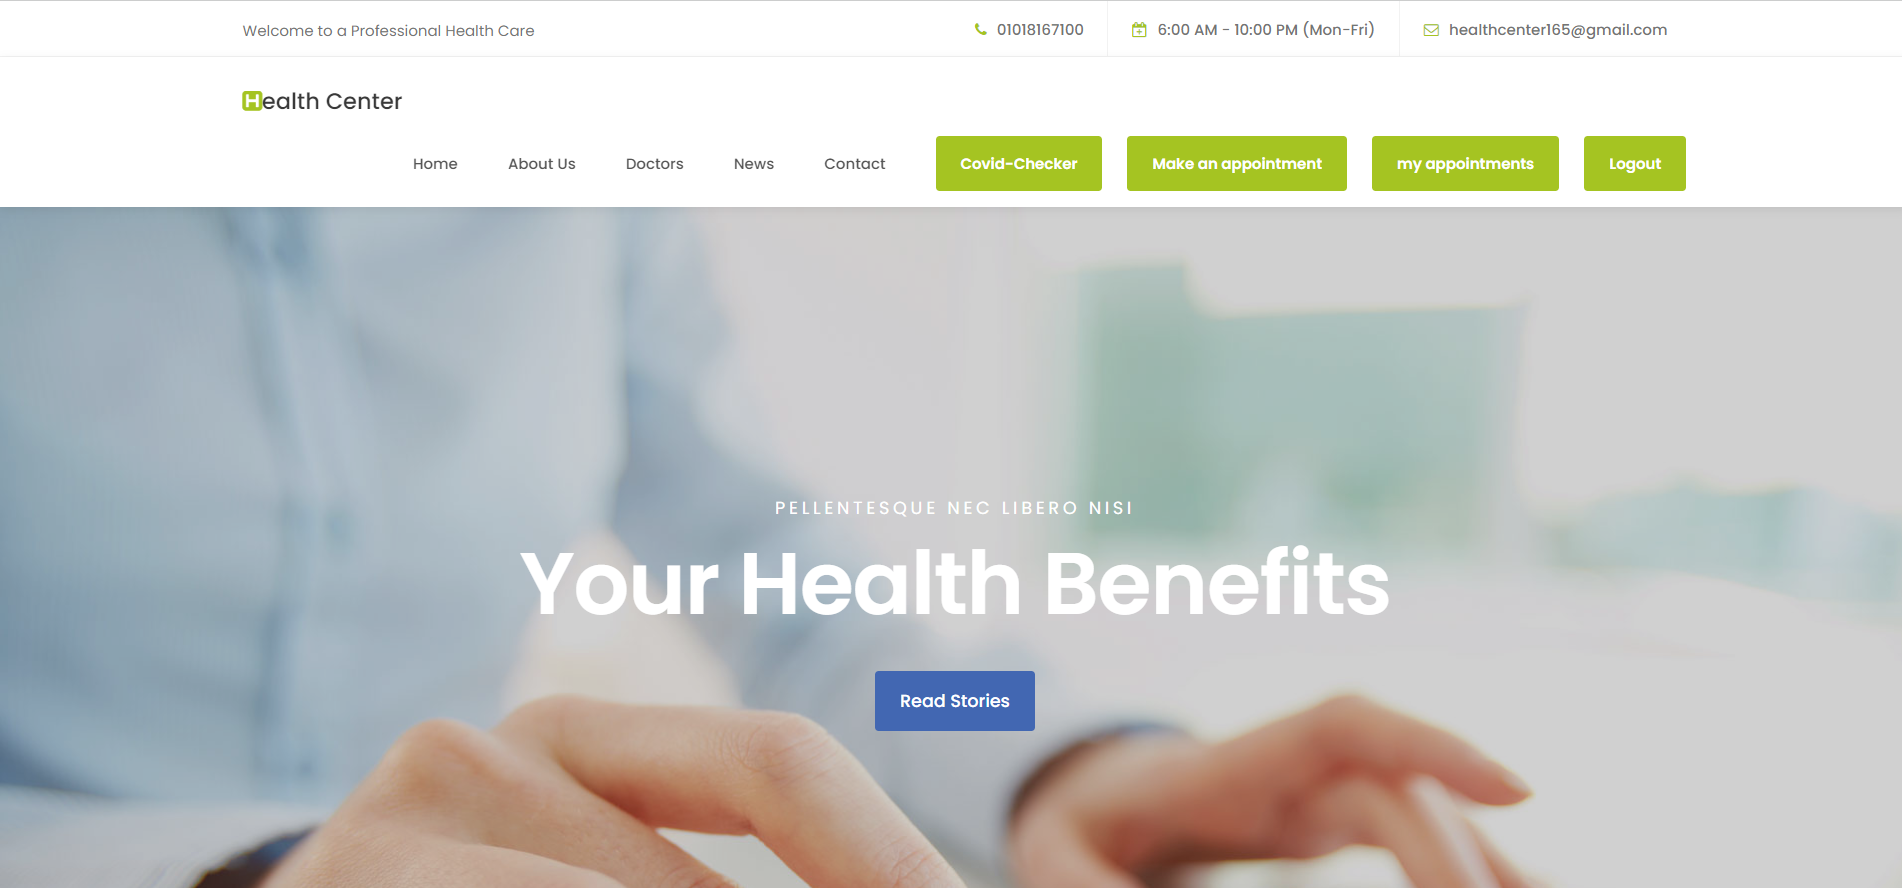 Welcome to a Professional Health Care
01018167100
6:00 AM - 10:00 PM (Mon-Fri)
healthcenter165@gmail.com
Health Center
Home
About Us
Doctors
News
Contact
Covid-Checker
Make an appointment
my appointments
Logout
PELLENTESQUE NEC LIBERO NISI
Your Health Benefits
Read Stories